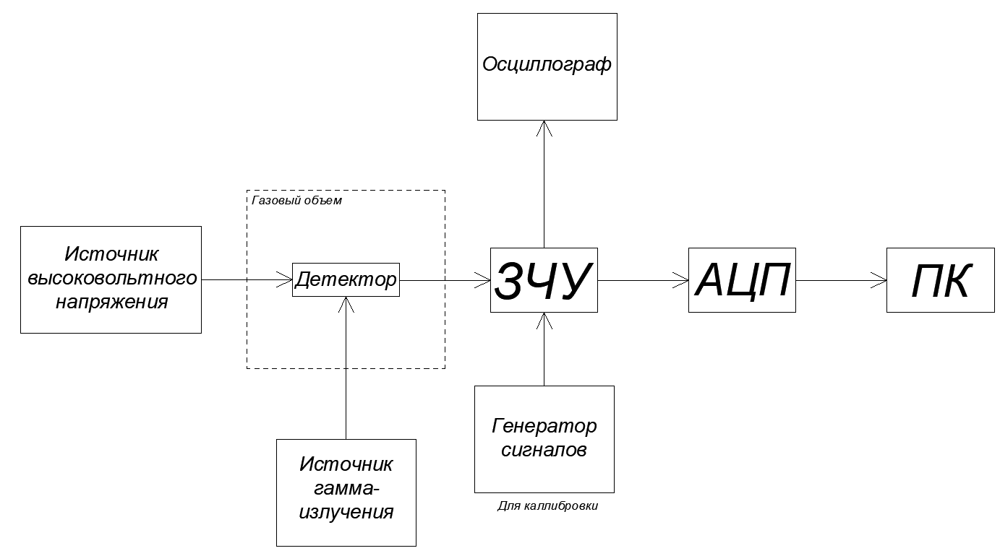 Осциллограф
Газовый объем
Источник
высоковольтного
напряжения
Детектор
ЗЧУ
АЦП
ПК
Генератор
сигналов
Для каллибровки
Источник
гамма-
излучения